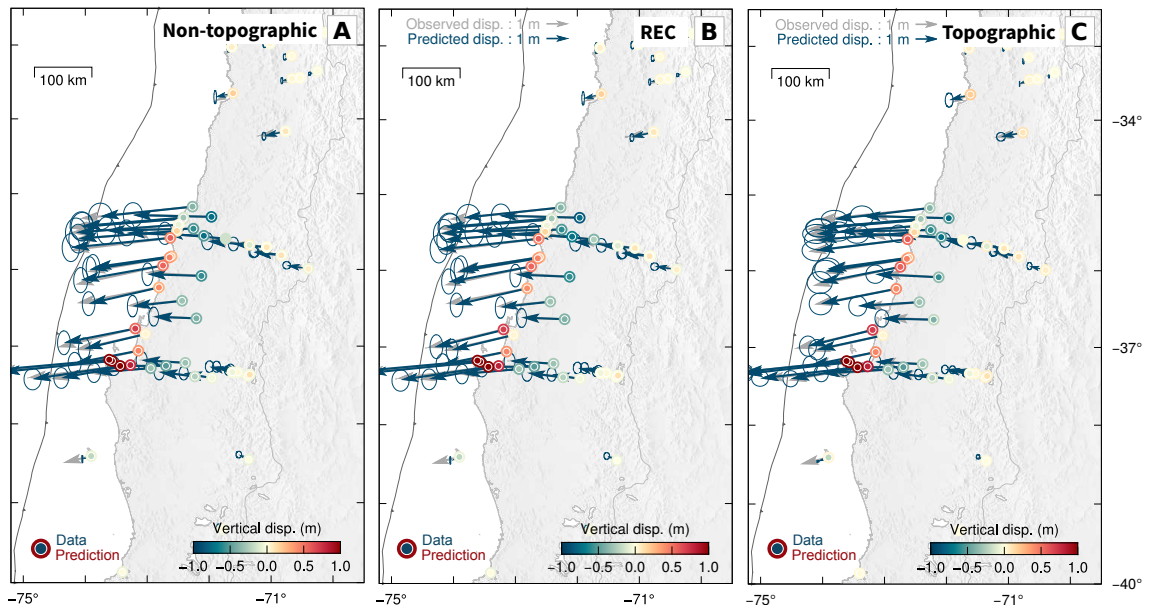 Non-topographic A
100 km
Vertical disp. (m)
−1.0 −0.5 0.0 0.5 1.0
Data
Prediction
−75° −71°
Observed disp. : 1 m
Predicted disp. : 1 m
REC B
100 km
Vertical disp. (m)
−1.0 −0.5 0.0 0.5 1.0
Data
Prediction
−75° −71°
Observed disp. : 1 m
Predicted disp. : 1 m
Topographic C
100 km
−34°
−37°
Vertical disp. (m)
−1.0 −0.5 0.0 0.5 1.0
Data
Prediction
−40°
−75° −71°